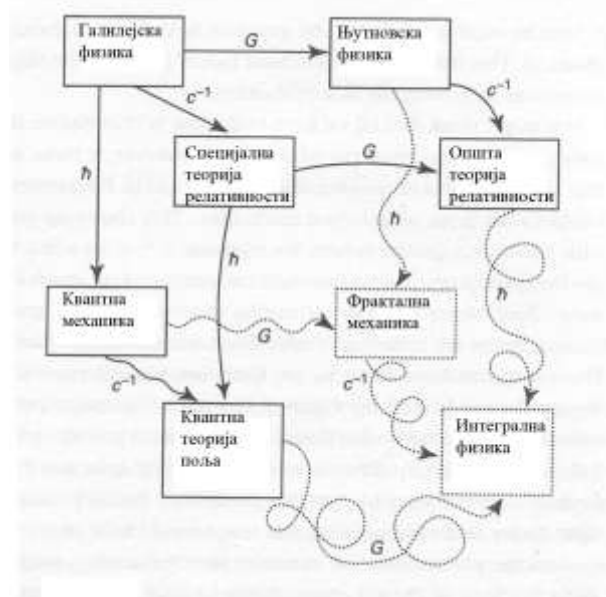 Галилејска
физика
G
Њутновска
физика
c⁻¹
c⁻¹
Специјална
теорија
релативности
G
Општа
теорија
релативности
ħ
ħ
ħ
ħ
Квантна
механика
G
Фрактална
механика
c⁻¹
c⁻¹
Квантна
теорија
поља
Интегрална
физика
G